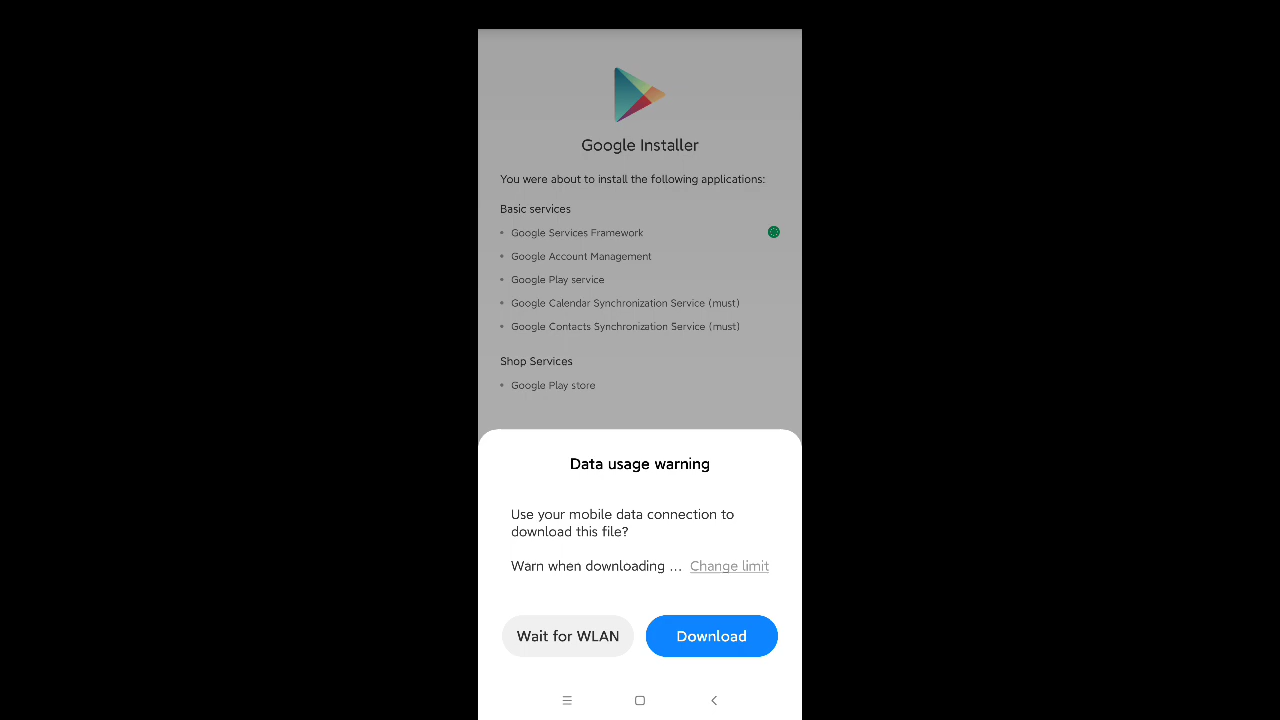 Google Installer
You were about to install the following applications:
Basic services
• Google Services Framework
• Google Account Management
• Google Play service
• Google Calendar Synchronization Service (must)
• Google Contacts Synchronization Service (must)
Shop Services
• Google Play store
Data usage warning
Use your mobile data connection to
download this file?
Warn when downloading ... Change limit
Wait for WLAN Download